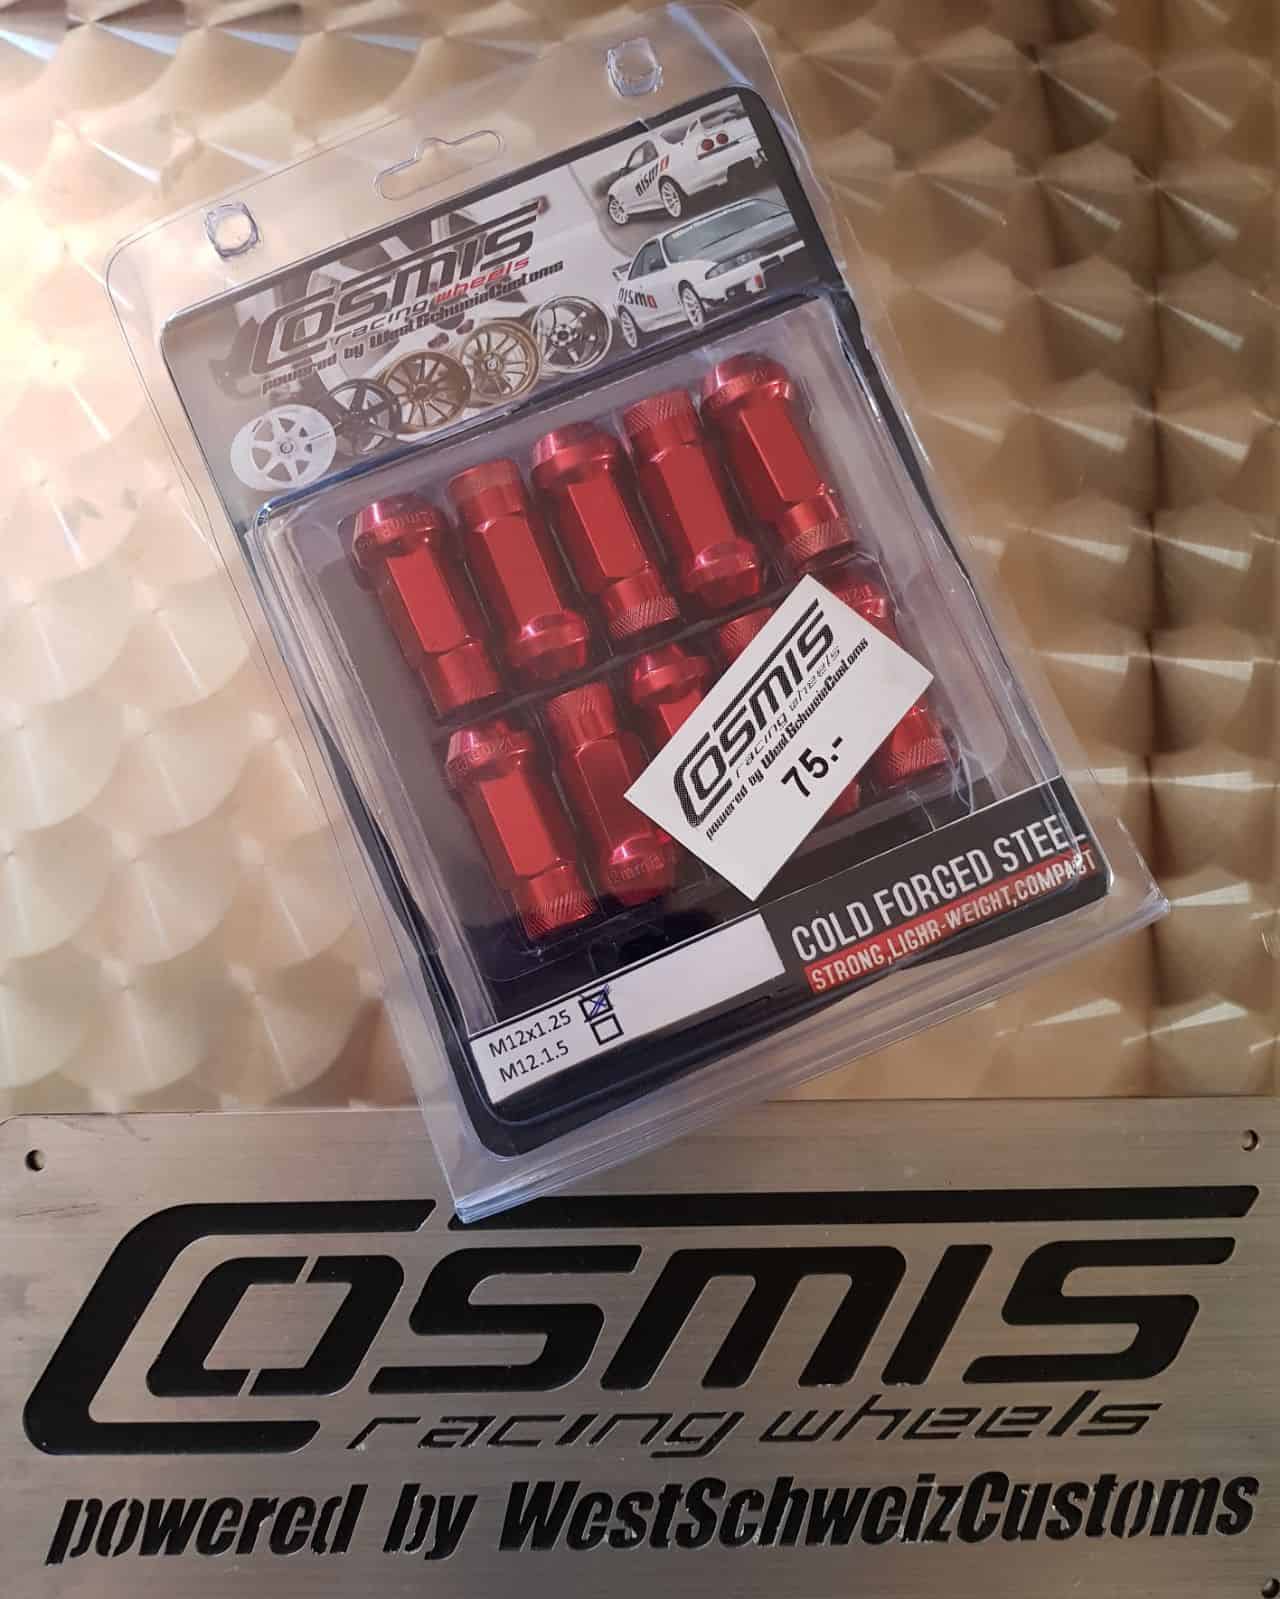 COSMIS
racing wheels
powered by WestSchweizCustoms
nismo
nismo
COSMIS
racing wheels
powered by WestSchweizCustoms
75.-
COLD FORGED STEEL
STRONG,LIGHR-WEIGHT,COMPACT
M12x1.25
M12.1.5
COSMIS
racing wheels
powered by WestSchweizCustoms